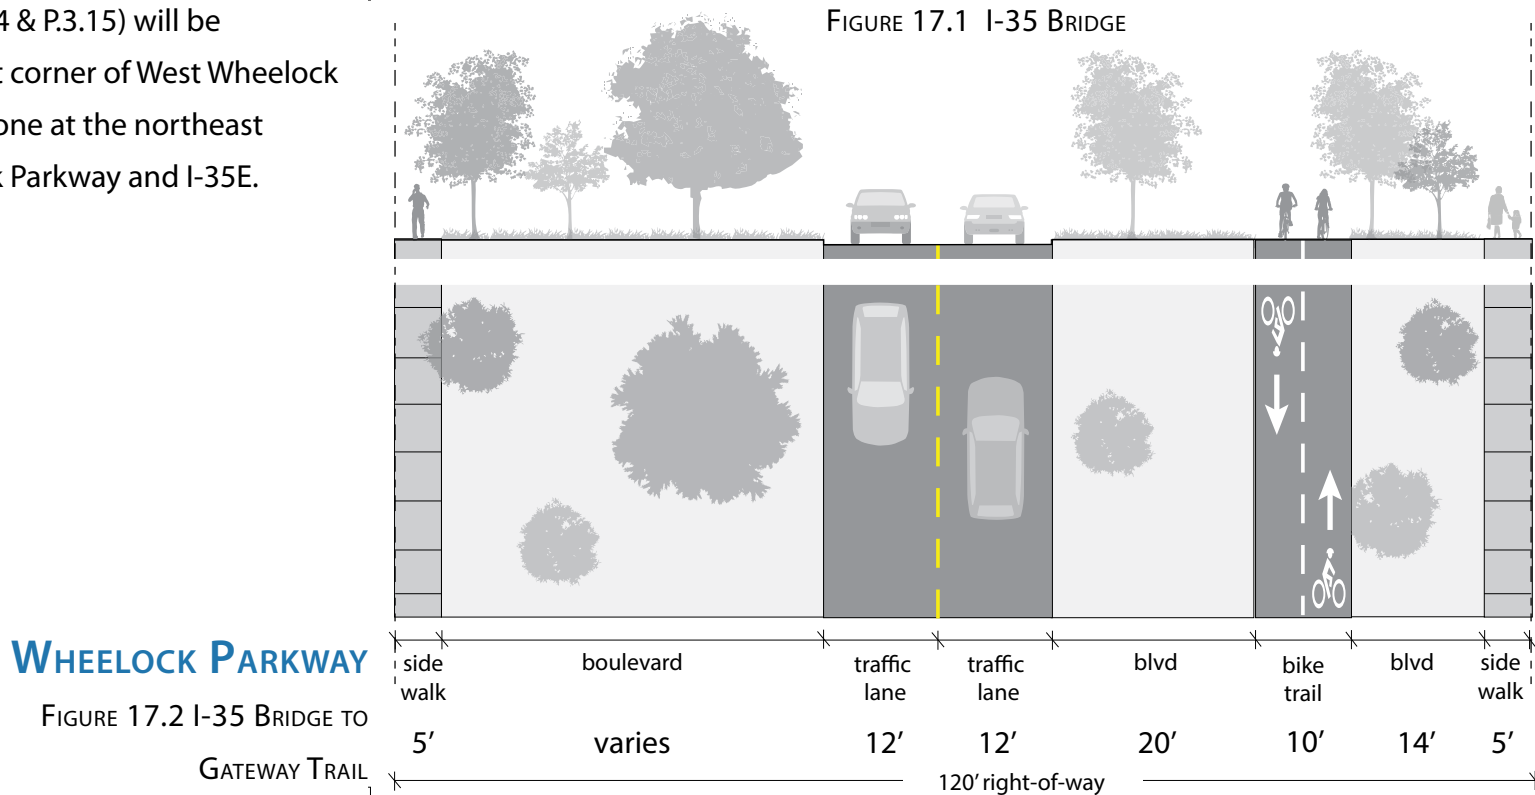 4 & P.3.15) will be
t corner of West Wheelock
one at the northeast
k Parkway and I-35E.
Figure 17.1 I-35 Bridge
Wheelock Parkway
Figure 17.2 I-35 Bridge to
Gateway Trail
side walk
boulevard
traffic lane
traffic lane
blvd
bike trail
blvd
side walk
5′ varies 12′ 12′ 20′ 10′ 14′ 5′
120′ right-of-way